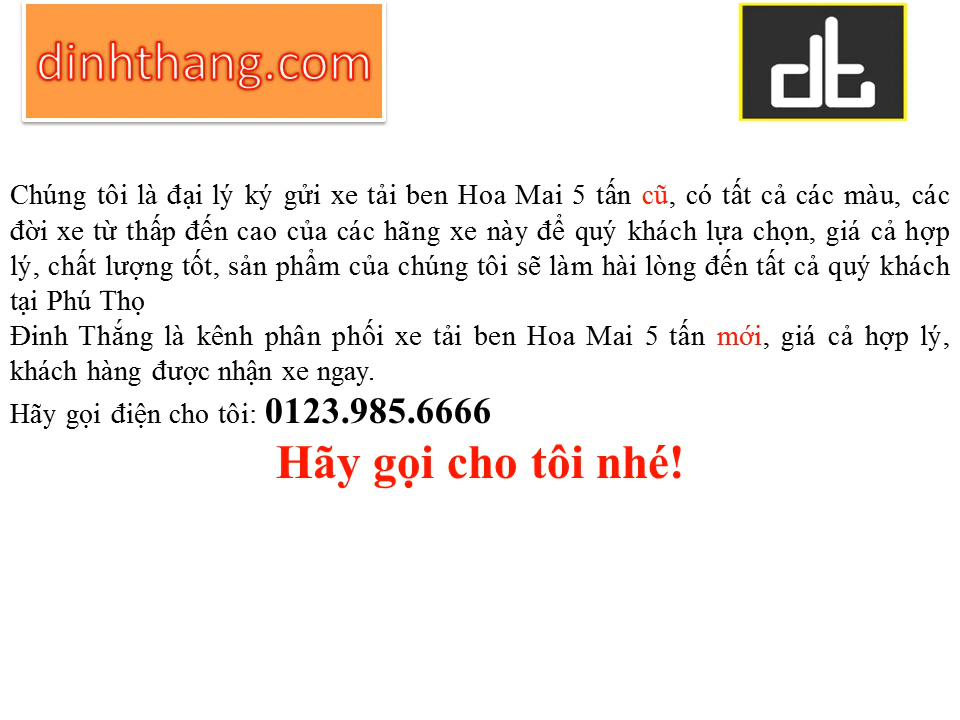 dinhthang.com
dt
Chúng tôi là đại lý ký gửi xe tải ben Hoa Mai 5 tấn cũ, có tất cả các màu, các
đời xe từ thấp đến cao của các hãng xe này để quý khách lựa chọn, giá cả hợp
lý, chất lượng tốt, sản phẩm của chúng tôi sẽ làm hài lòng đến tất cả quý khách
tại Phú Thọ
Đinh Thắng là kênh phân phối xe tải ben Hoa Mai 5 tấn mới, giá cả hợp lý,
khách hàng được nhận xe ngay.
Hãy gọi điện cho tôi: 0123.985.6666
Hãy gọi cho tôi nhé!